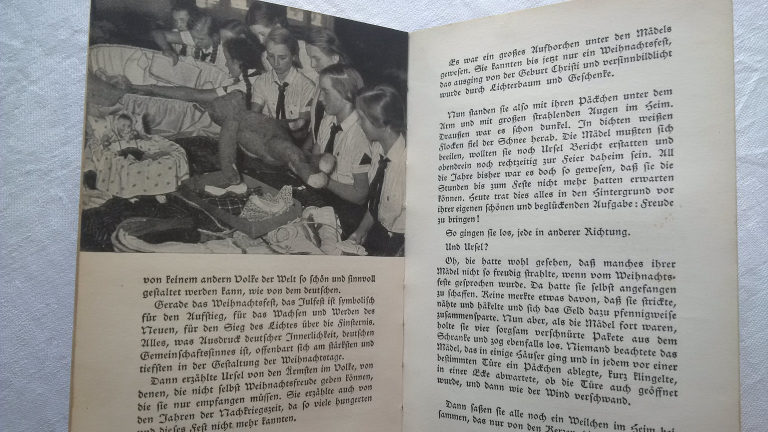 von keinem andern Volke der Welt so schön und sinnvoll
gestaltet werden kann, wie von dem deutschen.
Gerade das Weihnachtsfest, das Julfest ist symbolisch
für den Aufstieg, für das Wachsen und Werden des
Neuen, für den Sieg des Lichtes über die Finsternis.
Alles, was Ausdruck deutscher Innerlichkeit, deutschen
Gemeinschaftssinnes ist, offenbart sich am stärksten und
tiefsten in der Gestaltung der Weihnachtstage.
Dann erzählte Ursel von den Ärmsten im Volke, von
denen, die nicht selbst Weihnachtsfreude geben können,
die sie nur empfangen müssen. Sie erzählte auch von
den Jahren der Nachkriegszeit, da so viele hungerten
und dieses Fest nicht mehr kannten.
Es war ein großes Aufhorchen unter den Mädels
gewesen. Sie kannten bis jetzt nur ein Weihnachtsfest,
das ausging von der Geburt Christi und versinnbildlicht
wurde durch Lichterbaum und Geschenke.
Nun standen sie also mit ihren Päckchen unter dem
Arm und mit großen strahlenden Augen im Heim.
Draußen war es schon dunkel. In dichten weißen
Flocken fiel der Schnee herab. Die Mädel mußten sich
beeilen, wollten sie noch Ursel Bericht erstatten und
obendrein noch rechtzeitig zur Feier daheim sein. All
die Jahre bisher war es doch so gewesen, daß sie die
Stunden bis zum Feste nicht mehr hatten erwarten
können. Heute trat dies alles in den Hintergrund vor
ihrer eigenen schönen und beglückenden Aufgabe: Freude
zu bringen!
So gingen sie los, jede in anderer Richtung.
Und Ursel?
Oh, die hatte wohl gesehen, daß manches ihrer
Mädel nicht so freudig strahlte, wenn vom Weihnachts-
fest gesprochen wurde. Da hatte sie selbst angefangen
zu schaffen. Keine merkte etwas davon, daß sie strickte,
nähte und häkelte und sich das Geld dazu pfennigweise
zusammensparte. Nun aber, als die Mädel fort waren,
holte sie vier sorgsam verschnürte Pakete aus dem
Schranke und zog ebenfalls los. Niemand beachtete das
Mädel, das in einige Häuser ging und in jedem vor einer
bestimmten Türe ein Päckchen ablegte, kurz klingelte,
in einer Ecke abwartete, ob die Türe auch geöffnet
wurde, und dann wie der Wind verschwand.
Dann saßen sie alle noch ein Weilchen im Heim bei-
sammen, das nur von den Kerzen